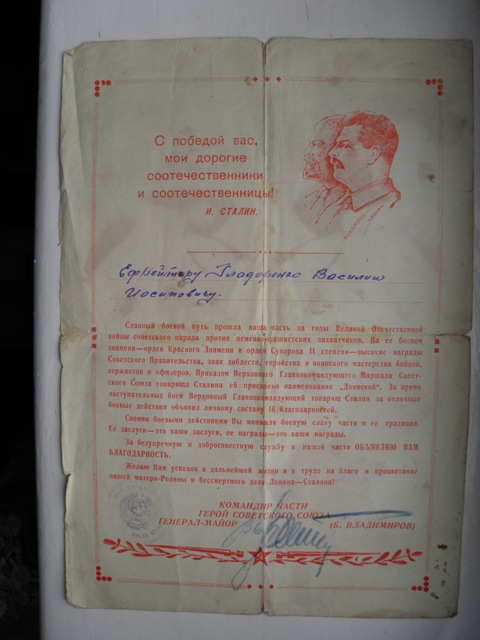 С победой вас,
мои дорогие
соотечественники
и соотечественницы!
И. СТАЛИН.
Ефрейтору Гладоренко Василию
Иосиповичу.
Славный боевой путь прошла наша часть за годы Великой Отечественной
войны советского народа против немецко-фашистских захватчиков. На ее боевом
знамени—орден Красного Знамени и орден Суворова II степени—высокие награды
Советского Правительства, знак доблести, геройства и воинского мастерства бойцов,
сержантов и офицеров. Приказом Верховного Главнокомандующего Маршала Совет-
ского Союза товарища Сталина ей присвоено наименование „Двинской". За время
наступательных боев Верховный Главнокомандующий товарищ Сталин за отличные
боевые действия объявил личному составу 10 благодарностей.
Своими боевыми действиями Вы множили боевую славу части и ее традиции.
Ее заслуги—это ваши заслуги, ее награды—это ваши награды.
За безупречную и добросовестную службу в нашей части ОБЪЯВЛЯЮ ВАМ
БЛАГОДАРНОСТЬ.
Желаю Вам успехов в дальнейшей жизни и в труде на благо и процветание
нашей матери-Родины и бессмертного дела Ленина—Сталина!
КОМАНДИР ЧАСТИ
ГЕРОЙ СОВЕТСКОГО СОЮЗА
ГЕНЕРАЛ-МАЙОР (Б. ВЛАДИМИРОВ)